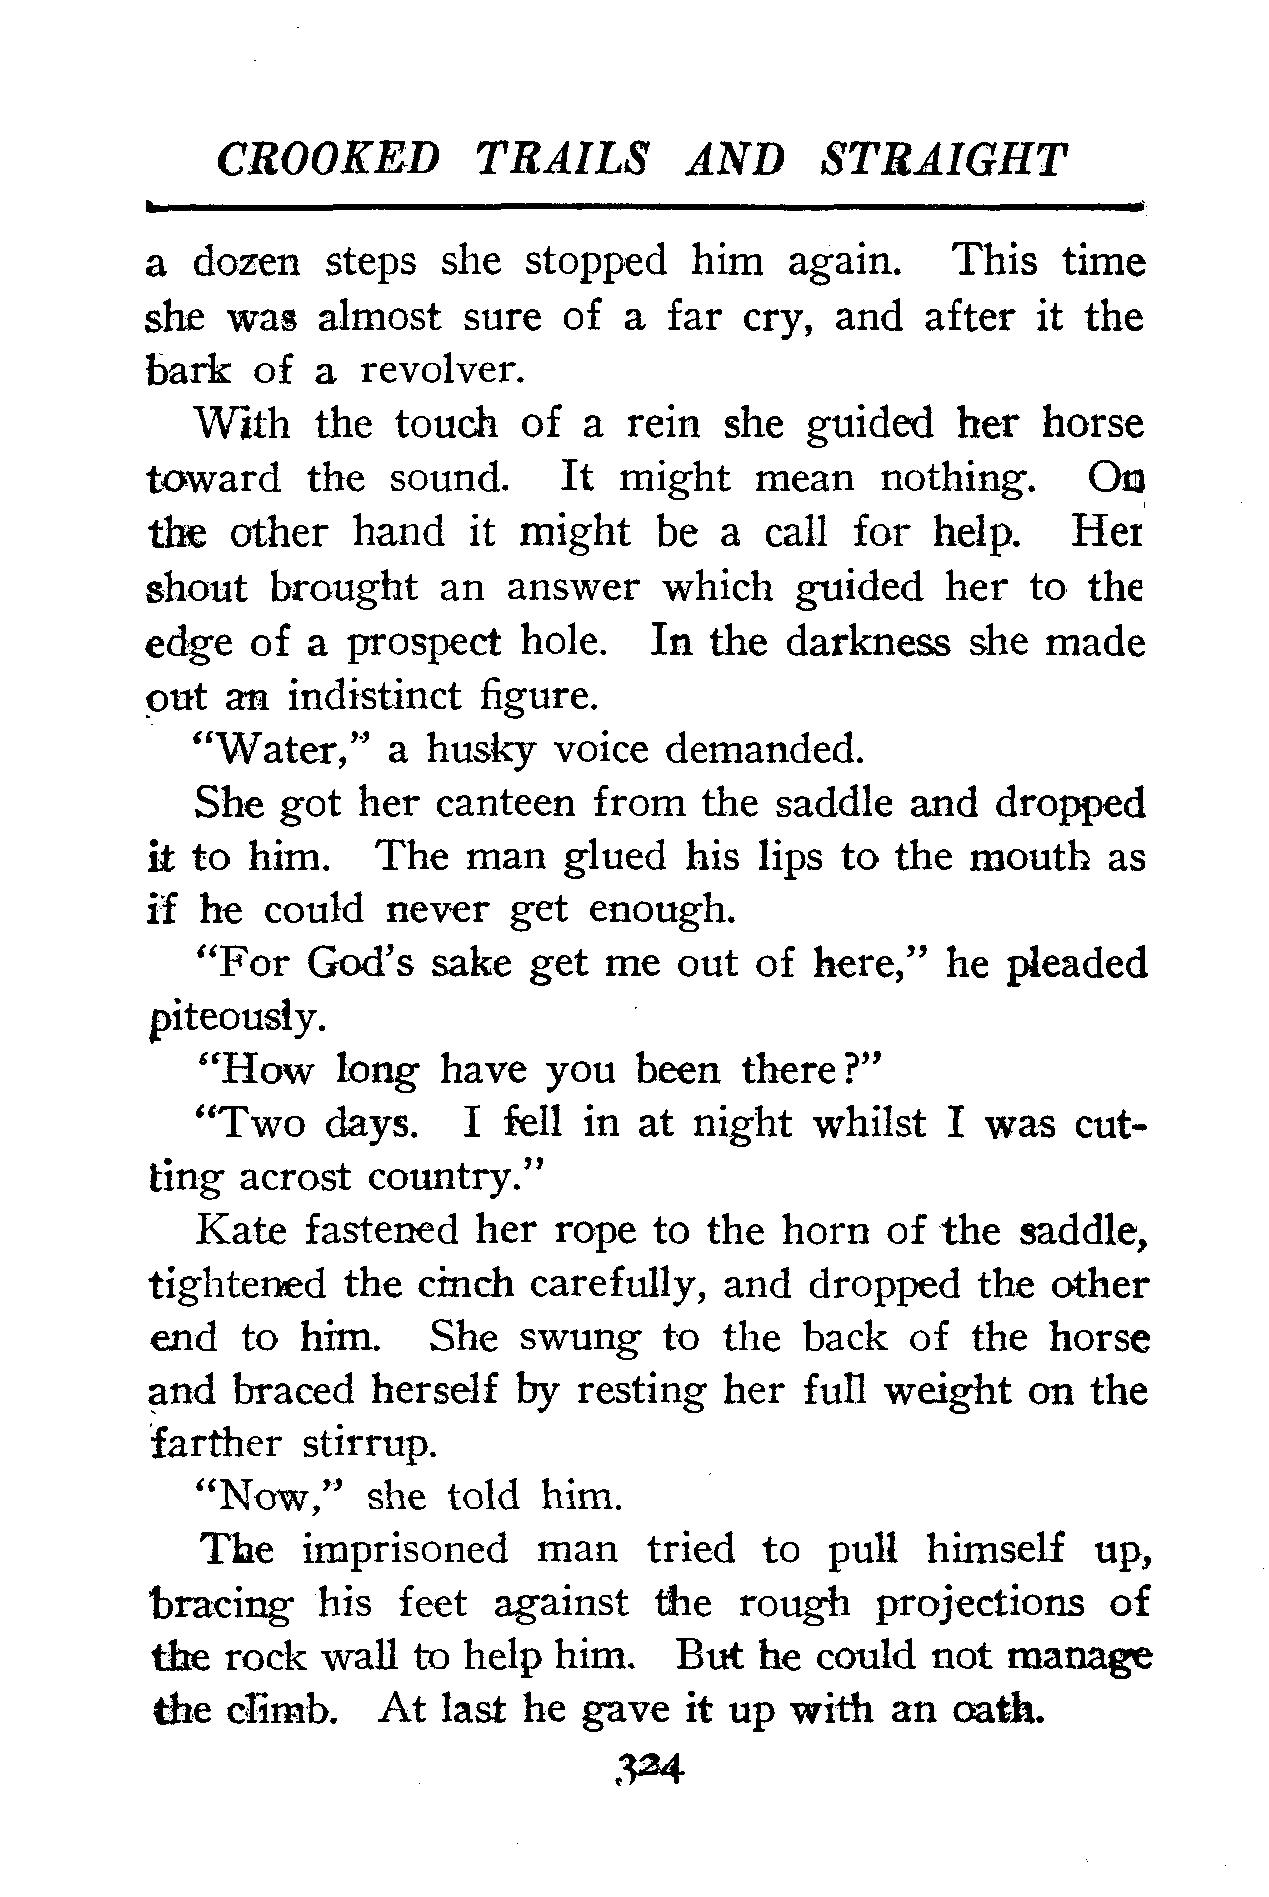 CROOKED TRAILS AND STRAIGHT
a dozen steps she stopped him again. This time
she was almost sure of a far cry, and after it the
bark of a revolver.
With the touch of a rein she guided her horse
toward the sound. It might mean nothing. On
the other hand it might be a call for help. Her
shout brought an answer which guided her to the
edge of a prospect hole. In the darkness she made
out an indistinct figure.
"Water," a husky voice demanded.
She got her canteen from the saddle and dropped
it to him. The man glued his lips to the mouth as
if he could never get enough.
"For God's sake get me out of here," he pleaded
piteously.
"How long have you been there?"
"Two days. I fell in at night whilst I was cut-
ting acrost country."
Kate fastened her rope to the horn of the saddle,
tightened the cinch carefully, and dropped the other
end to him. She swung to the back of the horse
and braced herself by resting her full weight on the
farther stirrup.
"Now," she told him.
The imprisoned man tried to pull himself up,
bracing his feet against the rough projections of
the rock wall to help him. But he could not manage
the climb. At last he gave it up with an oath.
324